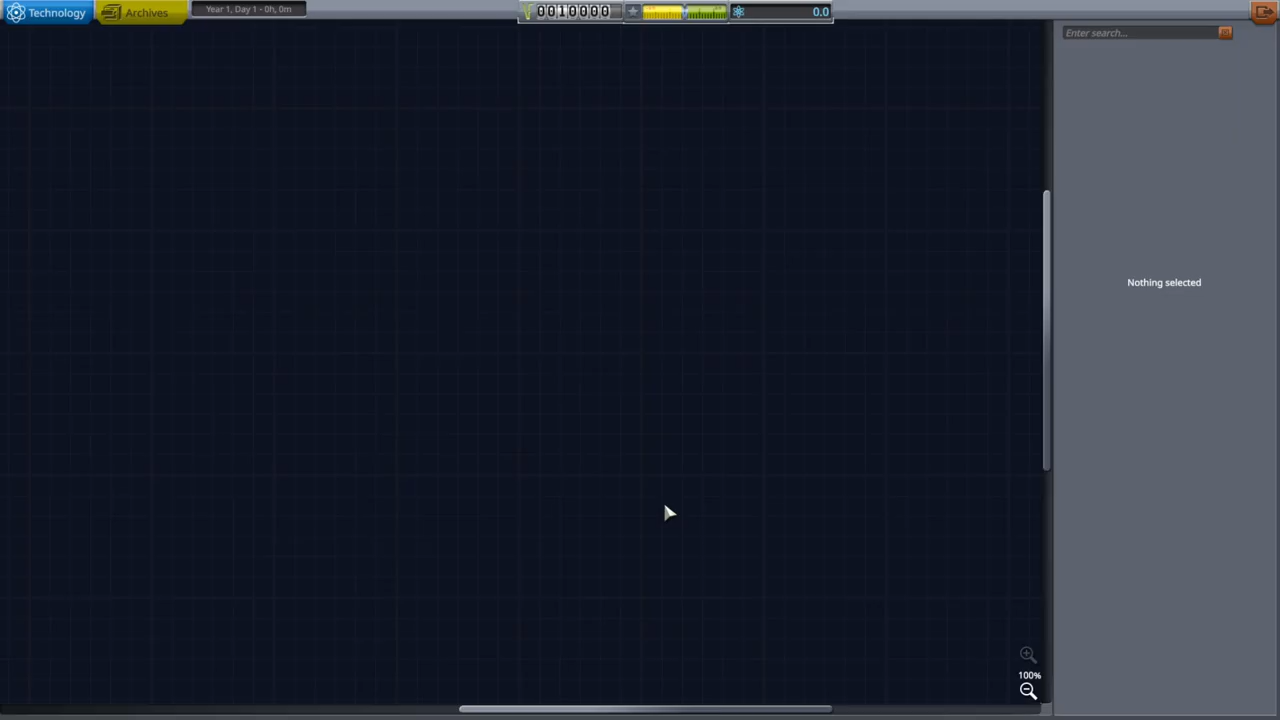 Technology
Archives
Year 1, Day 1 - 0h, 0m
0010000
0.0
Enter search...
Nothing selected
100%